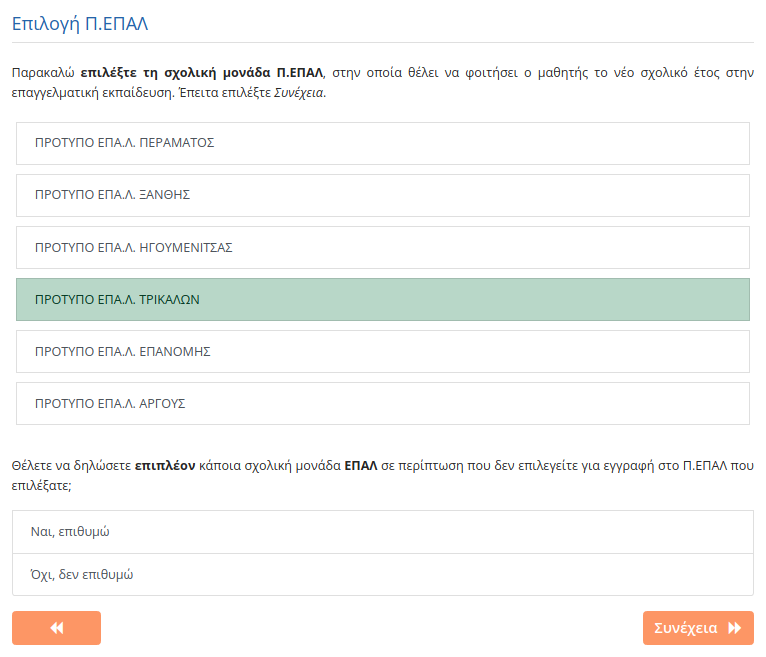 Επιλογή Π.ΕΠΑΛ
Παρακαλώ επιλέξτε τη σχολική μονάδα Π.ΕΠΑΛ, στην οποία θέλει να φοιτήσει ο μαθητής το νέο σχολικό έτος στην
επαγγελματική εκπαίδευση. Έπειτα επιλέξτε Συνέχεια.
ΠΡΟΤΥΠΟ ΕΠΑ.Λ. ΠΕΡΑΜΑΤΟΣ
ΠΡΟΤΥΠΟ ΕΠΑ.Λ. ΞΑΝΘΗΣ
ΠΡΟΤΥΠΟ ΕΠΑ.Λ. ΗΓΟΥΜΕΝΙΤΣΑΣ
ΠΡΟΤΥΠΟ ΕΠΑ.Λ. ΤΡΙΚΑΛΩΝ
ΠΡΟΤΥΠΟ ΕΠΑ.Λ. ΕΠΑΝΟΜΗΣ
ΠΡΟΤΥΠΟ ΕΠΑ.Λ. ΑΡΓΟΥΣ
Θέλετε να δηλώσετε επιπλέον κάποια σχολική μονάδα ΕΠΑΛ σε περίπτωση που δεν επιλεγείτε για εγγραφή στο Π.ΕΠΑΛ που
επιλέξατε;
Ναι, επιθυμώ
Όχι, δεν επιθυμώ
Συνέχεια